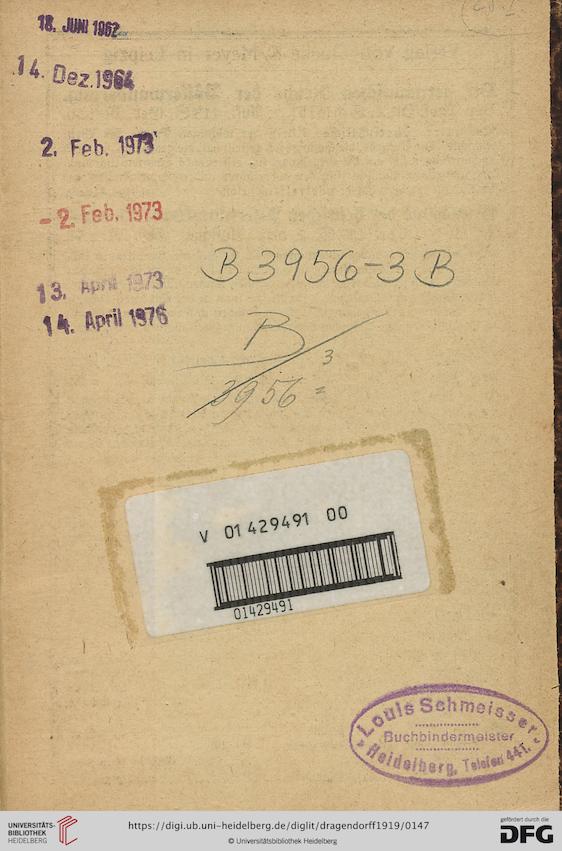 18. JUNI 1962
14. Dez. 1964
2. Feb. 1973
- 2. Feb. 1973
13. April 1973
14. April 1976
B 3956-3 B
B
3956 3
V 01429491 00
01429491
Louis Schmeisser
Buchbindermeister
Heidelberg, Telefon 441.
UNIVERSITÄTS-
BIBLIOTHEK
HEIDELBERG
https://digi.ub.uni-heidelberg.de/diglit/dragendorff1919/0147
© Universitätsbibliothek Heidelberg
gefördert durch die
DFG